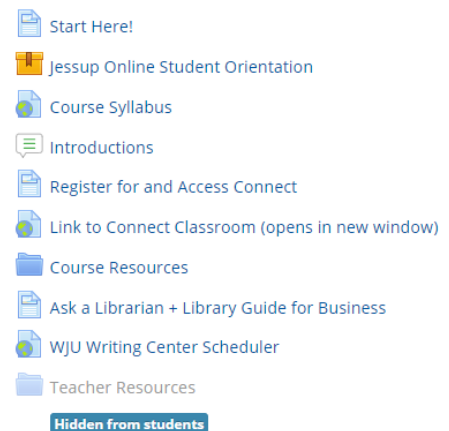 Start Here!
Jessup Online Student Orientation
Course Syllabus
Introductions
Register for and Access Connect
Link to Connect Classroom (opens in new window)
Course Resources
Ask a Librarian + Library Guide for Business
WJU Writing Center Scheduler
Teacher Resources
Hidden from students